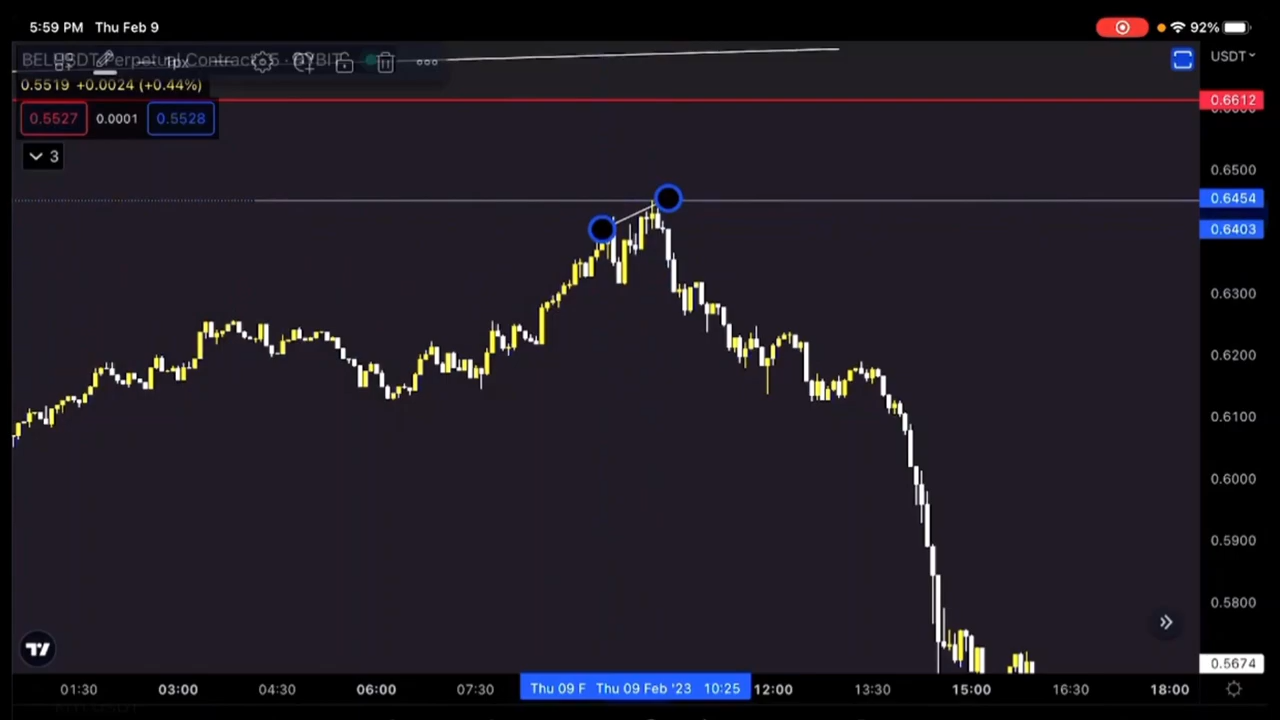 5:59 PM Thu Feb 9
92%
BELUSDT Perpetual Contract 5 · BYBIT
1px
USDT
0.5519 +0.0024 (+0.44%)
0.5527 0.0001 0.5528
3
0.6612
0.6500
0.6454
0.6403
0.6300
0.6200
0.6100
0.6000
0.5900
0.5800
0.5674
01:30 03:00 04:30 06:00 07:30 Thu 09 F Thu 09 Feb '23 10:25 12:00 13:30 15:00 16:30 18:00